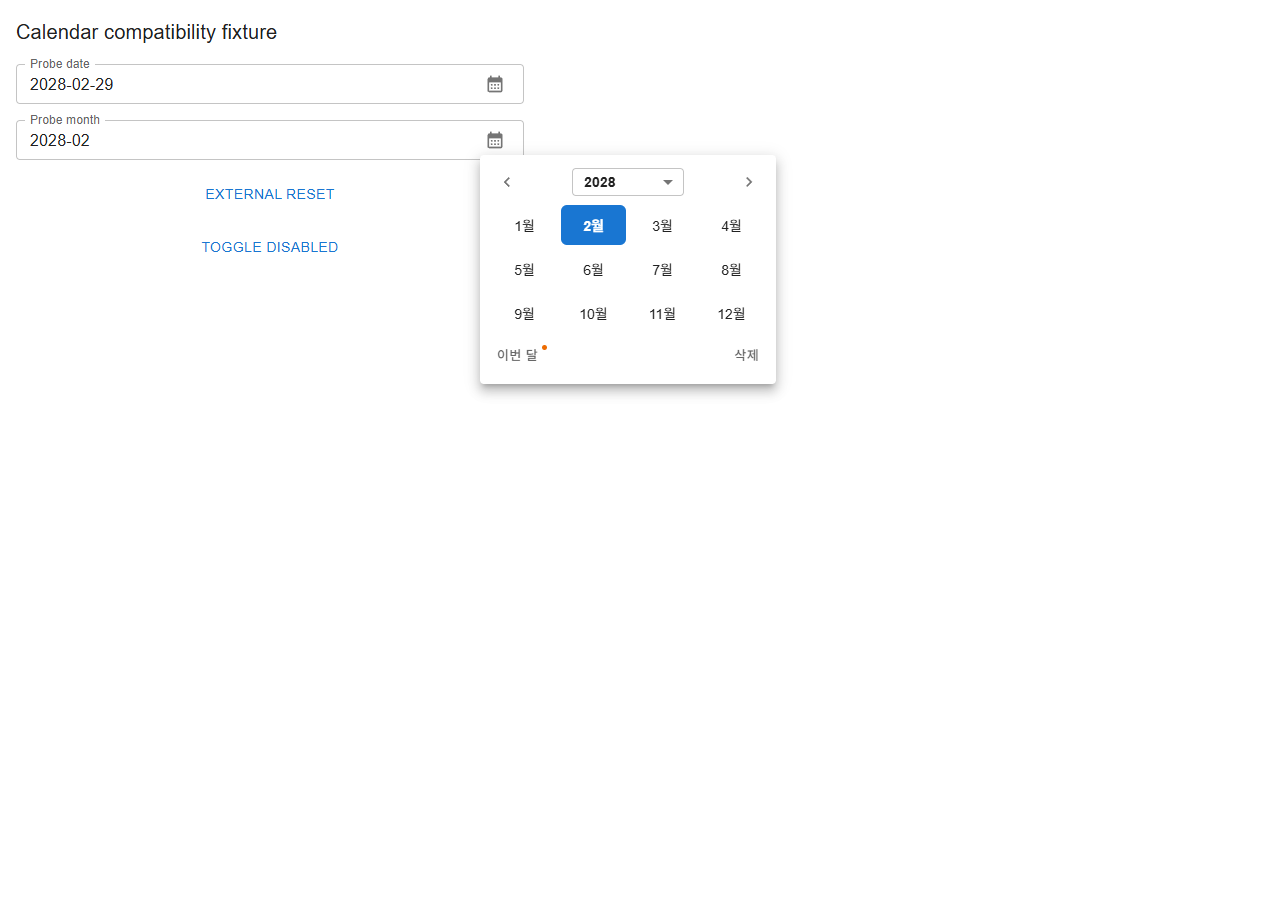 Calendar compatibility fixture
Probe date
2028-02-29
Probe month
2028-02
EXTERNAL RESET
TOGGLE DISABLED
2028
1월 2월 3월 4월
5월 6월 7월 8월
9월 10월 11월 12월
이번 달 삭제